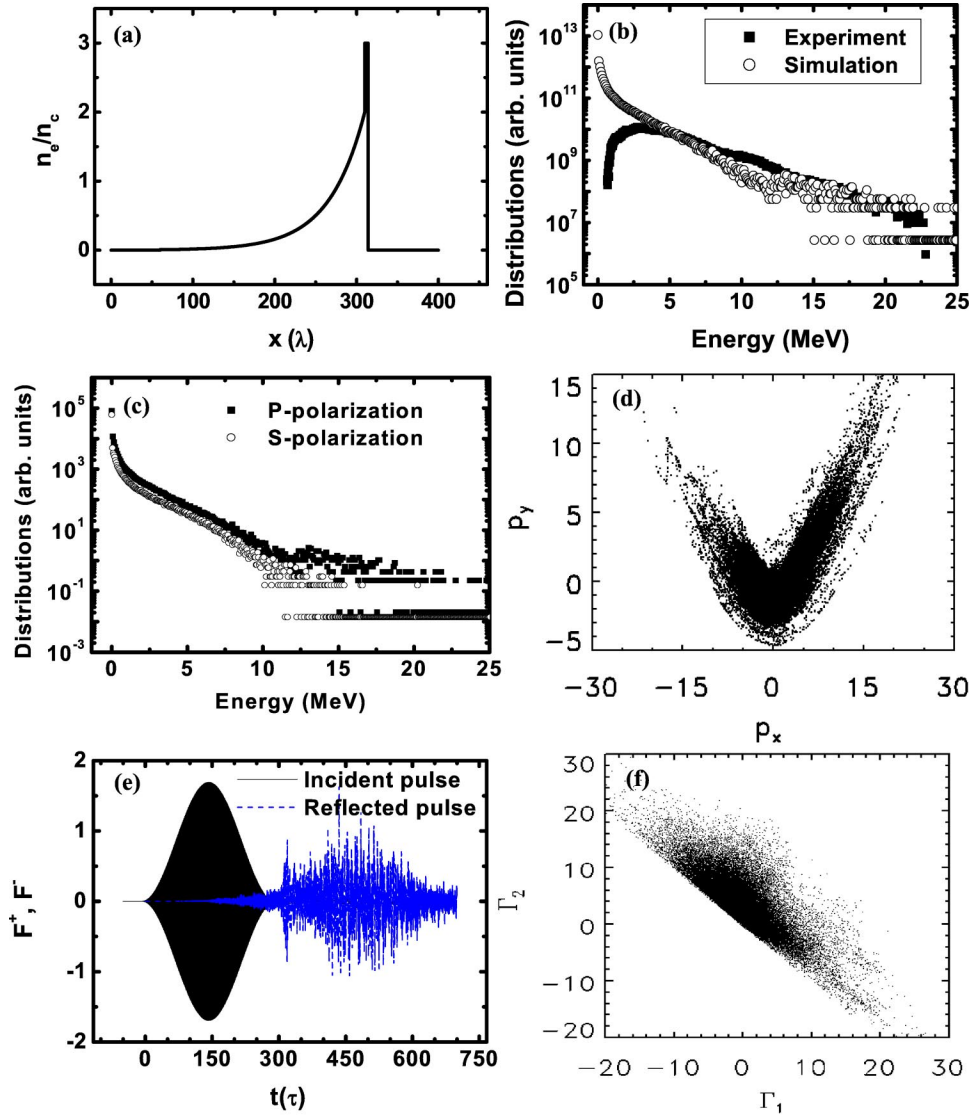 (a)
n_e/n_c
3
2
1
0
0 100 200 300 400
x (λ)
(b)
Experiment
Simulation
Distributions (arb. units)
10^13
10^11
10^9
10^7
10^5
0 5 10 15 20 25
Energy (MeV)
(c)
P-polarization
S-polarization
Distributions (arb. units)
10^5
10^3
10^1
10^-1
10^-3
0 5 10 15 20 25
Energy (MeV)
(d)
p_y
15
10
5
0
-5
-30 -15 0 15 30
p_x
(e)
Incident pulse
Reflected pulse
F^+, F^-
2
1
0
-1
-2
0 150 300 450 600 750
t(τ)
(f)
Γ_2
30
20
10
0
-10
-20
-20 -10 0 10 20 30
Γ_1